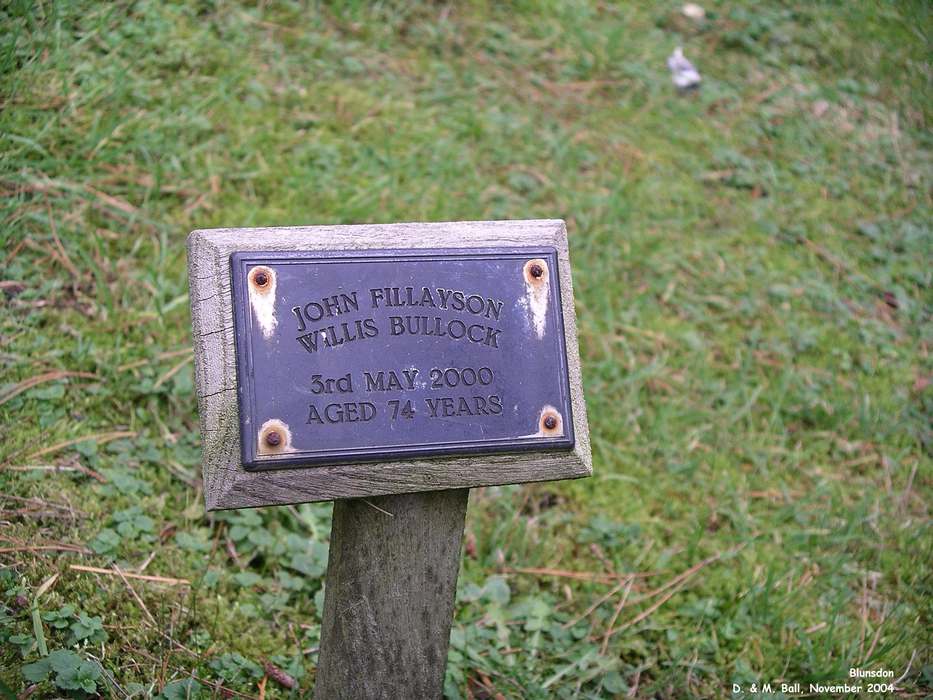 JOHN FILLAYSON
WILLIS BULLOCK
3rd MAY 2000
AGED 74 YEARS
Blunsdon
D. & M. Ball, November 2004